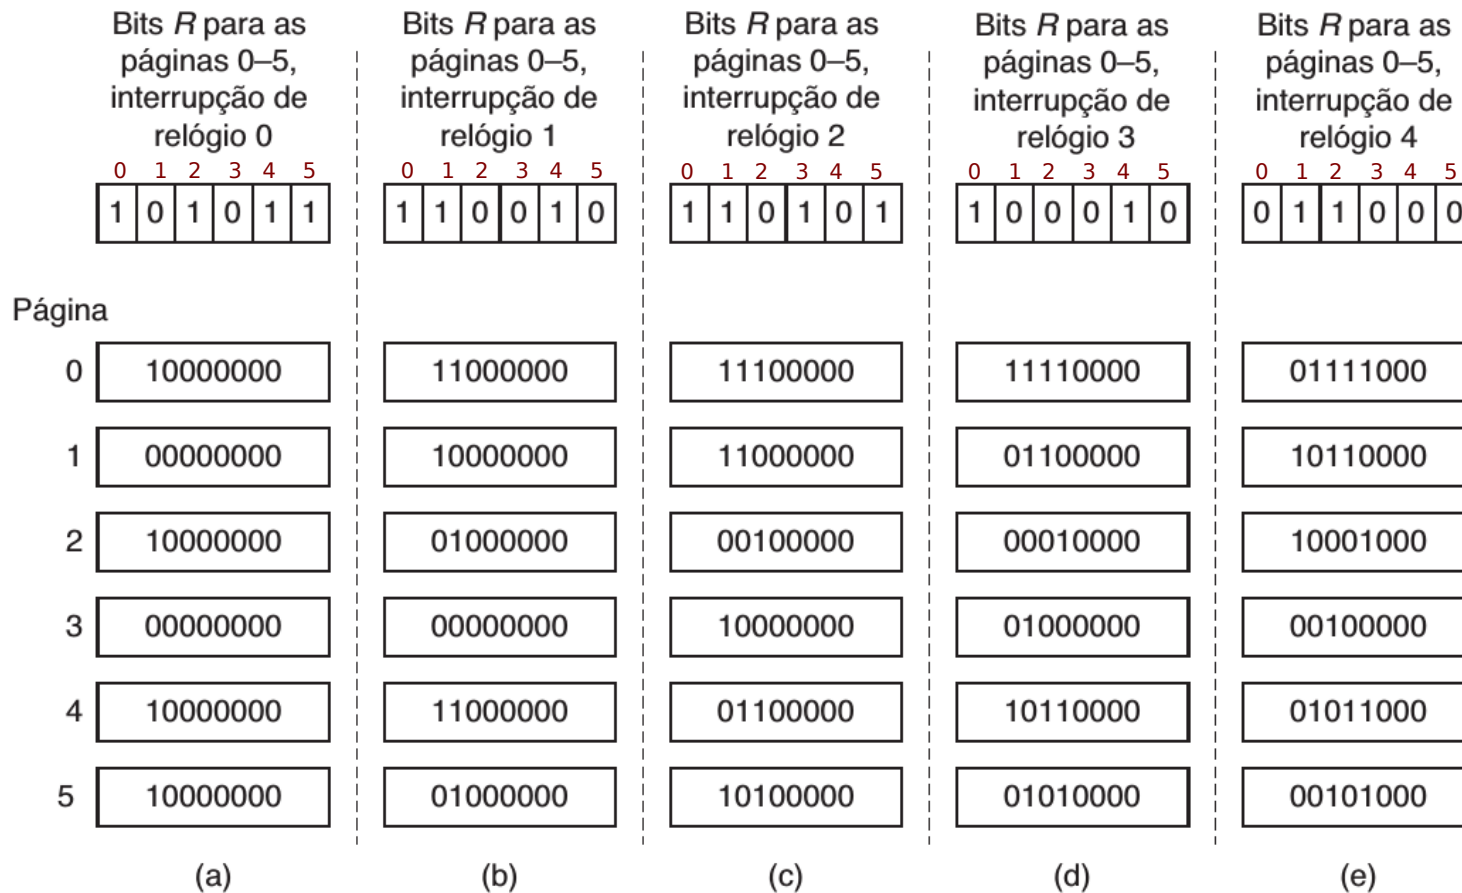 Bits R para as
páginas 0–5,
interrupção de
relógio 0
Bits R para as
páginas 0–5,
interrupção de
relógio 1
Bits R para as
páginas 0–5,
interrupção de
relógio 2
Bits R para as
páginas 0–5,
interrupção de
relógio 3
Bits R para as
páginas 0–5,
interrupção de
relógio 4
0 1 2 3 4 5 0 1 2 3 4 5 0 1 2 3 4 5 0 1 2 3 4 5 0 1 2 3 4 5
1 0 1 0 1 1 1 1 0 0 1 0 1 1 0 1 0 1 1 0 0 0 1 0 0 1 1 0 0 0
Página
0 10000000 11000000 11100000 11110000 01111000
1 00000000 10000000 11000000 01100000 10110000
2 10000000 01000000 00100000 00010000 10001000
3 00000000 00000000 10000000 01000000 00100000
4 10000000 11000000 01100000 10110000 01011000
5 10000000 01000000 10100000 01010000 00101000
(a) (b) (c) (d) (e)